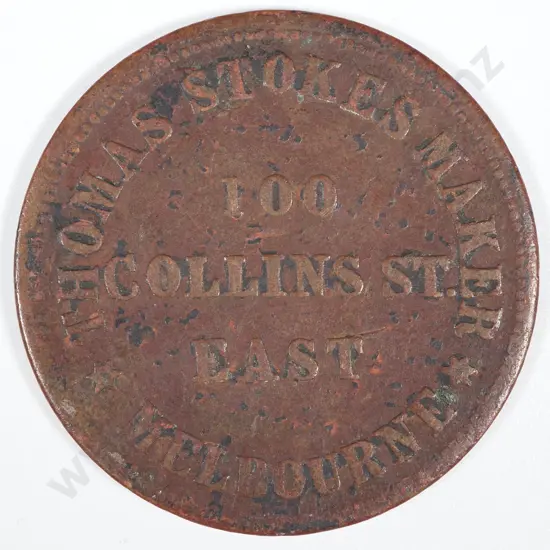 THOMAS STOKES MAKER
100
COLLINS ST.
EAST
MELBOURNE